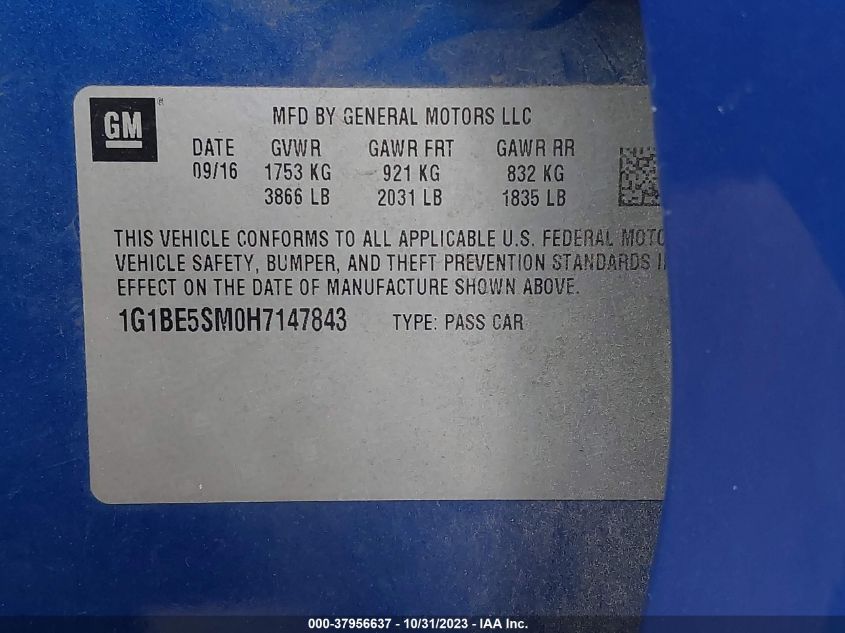 GM ®
MFD BY GENERAL MOTORS LLC
DATE GVWR GAWR FRT GAWR RR
09/16 1753 KG 921 KG 832 KG
3866 LB 2031 LB 1835 LB
THIS VEHICLE CONFORMS TO ALL APPLICABLE U.S. FEDERAL MOTO
VEHICLE SAFETY, BUMPER, AND THEFT PREVENTION STANDARDS I
EFFECT ON THE DATE OF MANUFACTURE SHOWN ABOVE.
1G1BE5SM0H7147843 TYPE: PASS CAR
000-37956637 - 10/31/2023 - IAA Inc.